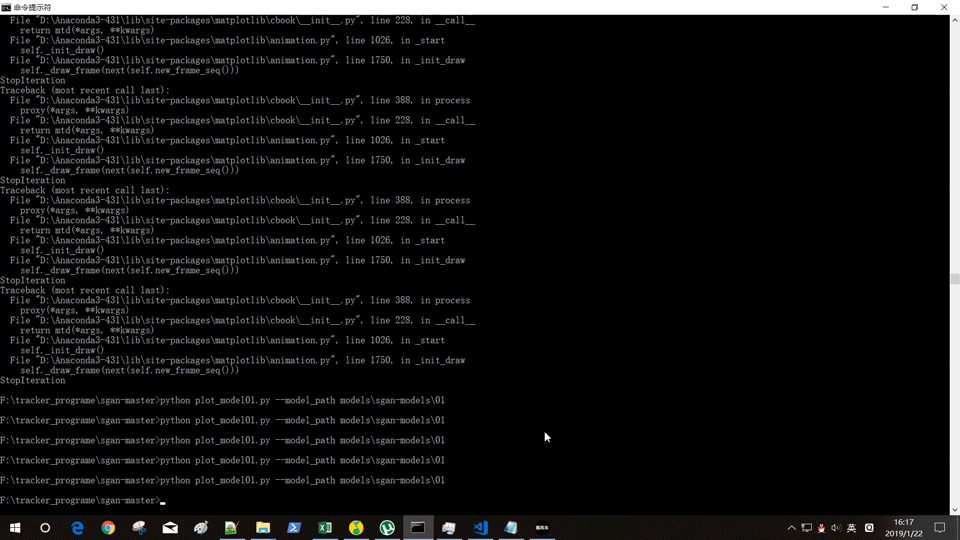 命令提示符
File "D:\Anaconda3-431\lib\site-packages\matplotlib\cbook\__init__.py", line 228, in __call__
return mtd(*args, **kwargs)
File "D:\Anaconda3-431\lib\site-packages\matplotlib\animation.py", line 1026, in _start
self._init_draw()
File "D:\Anaconda3-431\lib\site-packages\matplotlib\animation.py", line 1750, in _init_draw
self._draw_frame(next(self.new_frame_seq()))
StopIteration
Traceback (most recent call last):
File "D:\Anaconda3-431\lib\site-packages\matplotlib\cbook\__init__.py", line 388, in process
proxy(*args, **kwargs)
File "D:\Anaconda3-431\lib\site-packages\matplotlib\cbook\__init__.py", line 228, in __call__
return mtd(*args, **kwargs)
File "D:\Anaconda3-431\lib\site-packages\matplotlib\animation.py", line 1026, in _start
self._init_draw()
File "D:\Anaconda3-431\lib\site-packages\matplotlib\animation.py", line 1750, in _init_draw
self._draw_frame(next(self.new_frame_seq()))
StopIteration
Traceback (most recent call last):
File "D:\Anaconda3-431\lib\site-packages\matplotlib\cbook\__init__.py", line 388, in process
proxy(*args, **kwargs)
File "D:\Anaconda3-431\lib\site-packages\matplotlib\cbook\__init__.py", line 228, in __call__
return mtd(*args, **kwargs)
File "D:\Anaconda3-431\lib\site-packages\matplotlib\animation.py", line 1026, in _start
self._init_draw()
File "D:\Anaconda3-431\lib\site-packages\matplotlib\animation.py", line 1750, in _init_draw
self._draw_frame(next(self.new_frame_seq()))
StopIteration
Traceback (most recent call last):
File "D:\Anaconda3-431\lib\site-packages\matplotlib\cbook\__init__.py", line 388, in process
proxy(*args, **kwargs)
File "D:\Anaconda3-431\lib\site-packages\matplotlib\cbook\__init__.py", line 228, in __call__
return mtd(*args, **kwargs)
File "D:\Anaconda3-431\lib\site-packages\matplotlib\animation.py", line 1026, in _start
self._init_draw()
File "D:\Anaconda3-431\lib\site-packages\matplotlib\animation.py", line 1750, in _init_draw
self._draw_frame(next(self.new_frame_seq()))
StopIteration
F:\tracker_programe\sgan-master>python plot_model01.py --model_path models\sgan-models\01
F:\tracker_programe\sgan-master>python plot_model01.py --model_path models\sgan-models\01
F:\tracker_programe\sgan-master>python plot_model01.py --model_path models\sgan-models\01
F:\tracker_programe\sgan-master>python plot_model01.py --model_path models\sgan-models\01
F:\tracker_programe\sgan-master>python plot_model01.py --model_path models\sgan-models\01
F:\tracker_programe\sgan-master>
英
16:17
2019/1/22